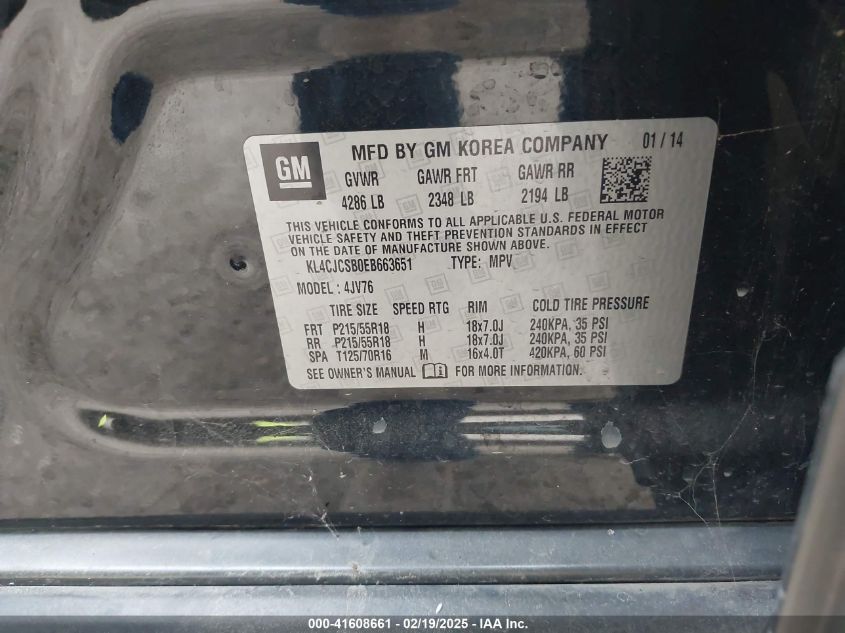 GM
MFD BY GM KOREA COMPANY 01 / 14
GVWR GAWR FRT GAWR RR
4286 LB 2348 LB 2194 LB
THIS VEHICLE CONFORMS TO ALL APPLICABLE U.S. FEDERAL MOTOR
VEHICLE SAFETY AND THEFT PREVENTION STANDARDS IN EFFECT
ON THE DATE OF MANUFACTURE SHOWN ABOVE.
KL4CJCSB0EB663651 TYPE: MPV
MODEL : 4JV76
TIRE SIZE SPEED RTG RIM COLD TIRE PRESSURE
FRT P215/55R18 H 18x7.0J 240KPA, 35 PSI
RR P215/55R18 H 18x7.0J 240KPA, 35 PSI
SPA T125/70R16 M 16x4.0T 420KPA, 60 PSI
SEE OWNER'S MANUAL FOR MORE INFORMATION.
000-41608661 - 02/19/2025 - IAA Inc.